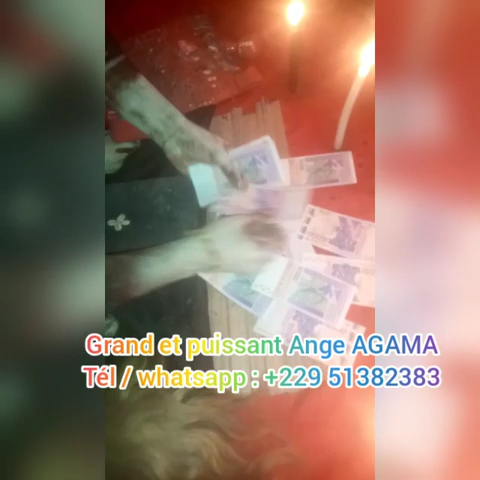 Grand et puissant Ange AGAMA
Tél / whatsapp : +229 51382383